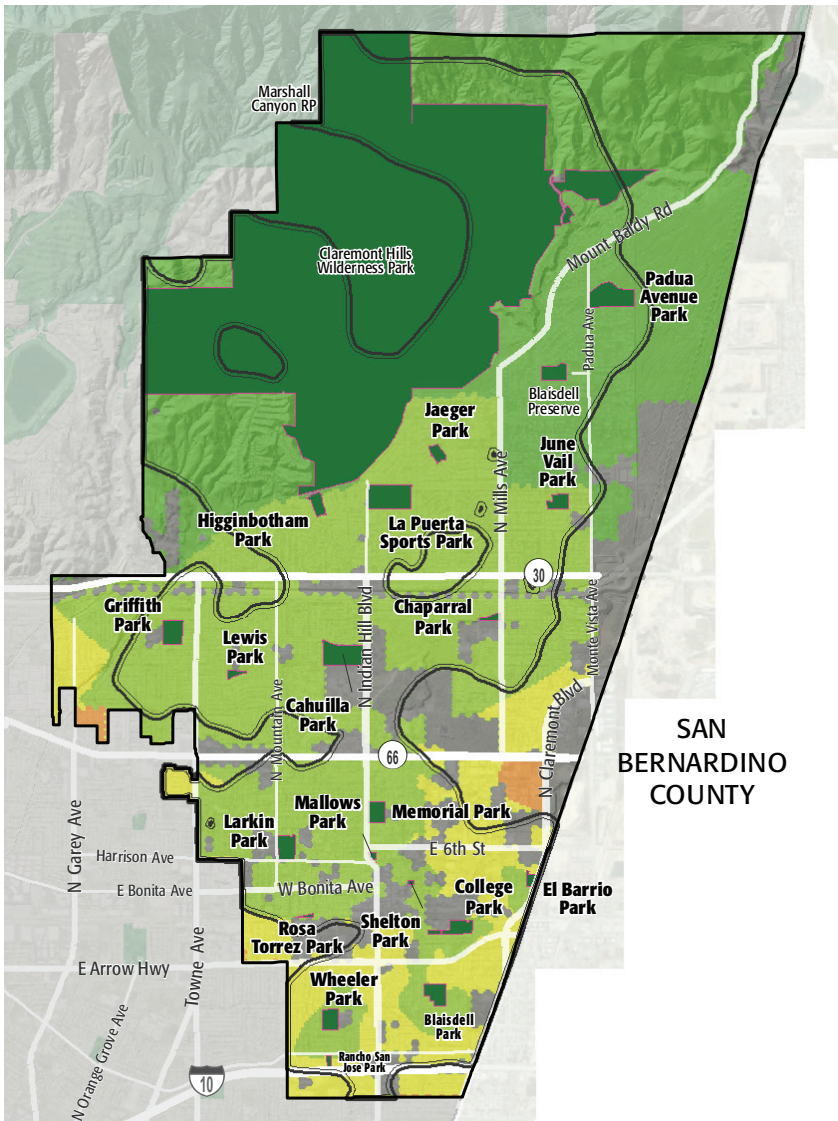 Marshall
Canyon RP
Claremont Hills
Wilderness Park
Mount Baldy Rd
Padua
Avenue
Park
Padua Ave
Blaisdell
Preserve
Jaeger
Park
June
Vail
Park
N Mills Ave
Higginbotham
Park
La Puerta
Sports Park
30
Griffith
Park
Lewis
Park
Chaparral
Park
N Indian Hill Blvd
Monte Vista Ave
Cahuilla
Park
N Mountain Ave
N Claremont Blvd
SAN
BERNARDINO
COUNTY
66
Mallows
Park
Memorial Park
Larkin
Park
E 6th St
N Garey Ave
Harrison Ave
E Bonita Ave
W Bonita Ave
College
Park
El Barrio
Park
Shelton
Park
Rosa
Torrez Park
E Arrow Hwy
Towne Ave
Wheeler
Park
Blaisdell
Park
Rancho San
Jose Park
N Orange Grove Ave
10